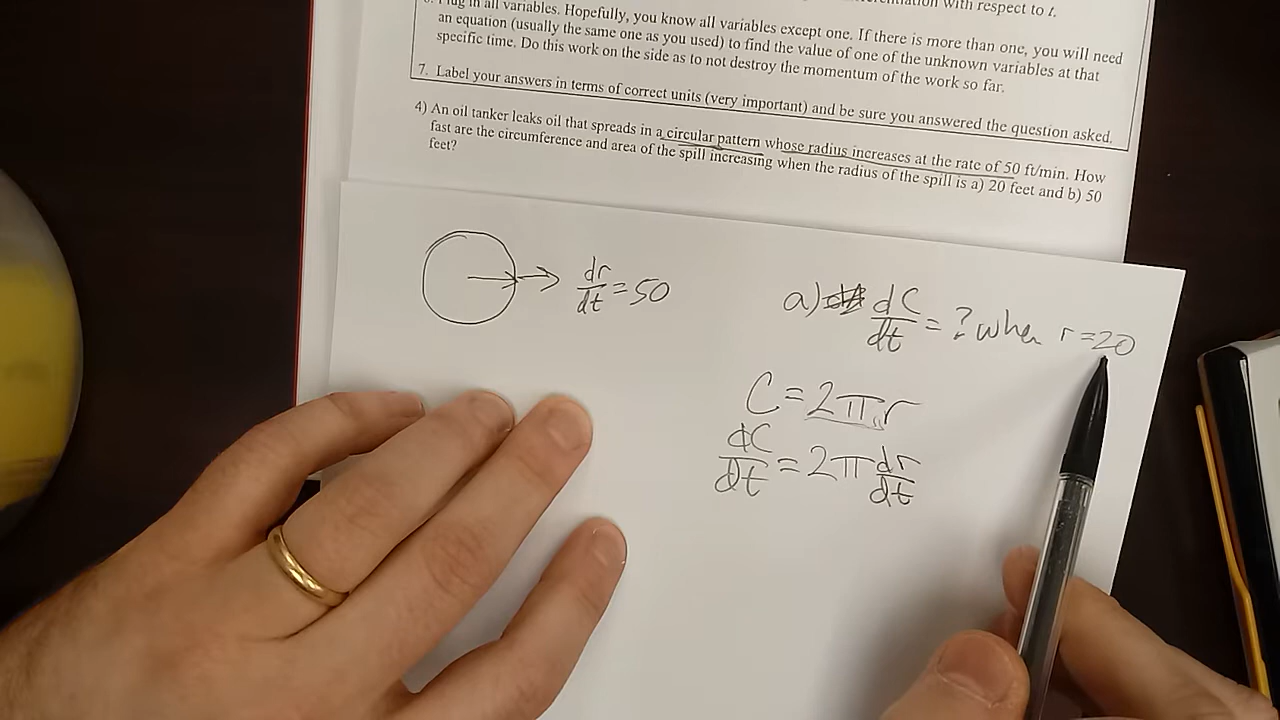 with respect to t.
Plug in all variables. Hopefully, you know all variables except one. If there is more than one, you will need
an equation (usually the same one as you used) to find the value of one of the unknown variables at that
specific time. Do this work on the side as to not destroy the momentum of the work so far.
7. Label your answers in terms of correct units (very important) and be sure you answered the question asked.
4) An oil tanker leaks oil that spreads in a circular pattern whose radius increases at the rate of 50 ft/min. How
fast are the circumference and area of the spill increasing when the radius of the spill is a) 20 feet and b) 50
feet?
dr/dt = 50
a) dC/dt = ? when r = 20
C = 2πr
dC/dt = 2π dr/dt